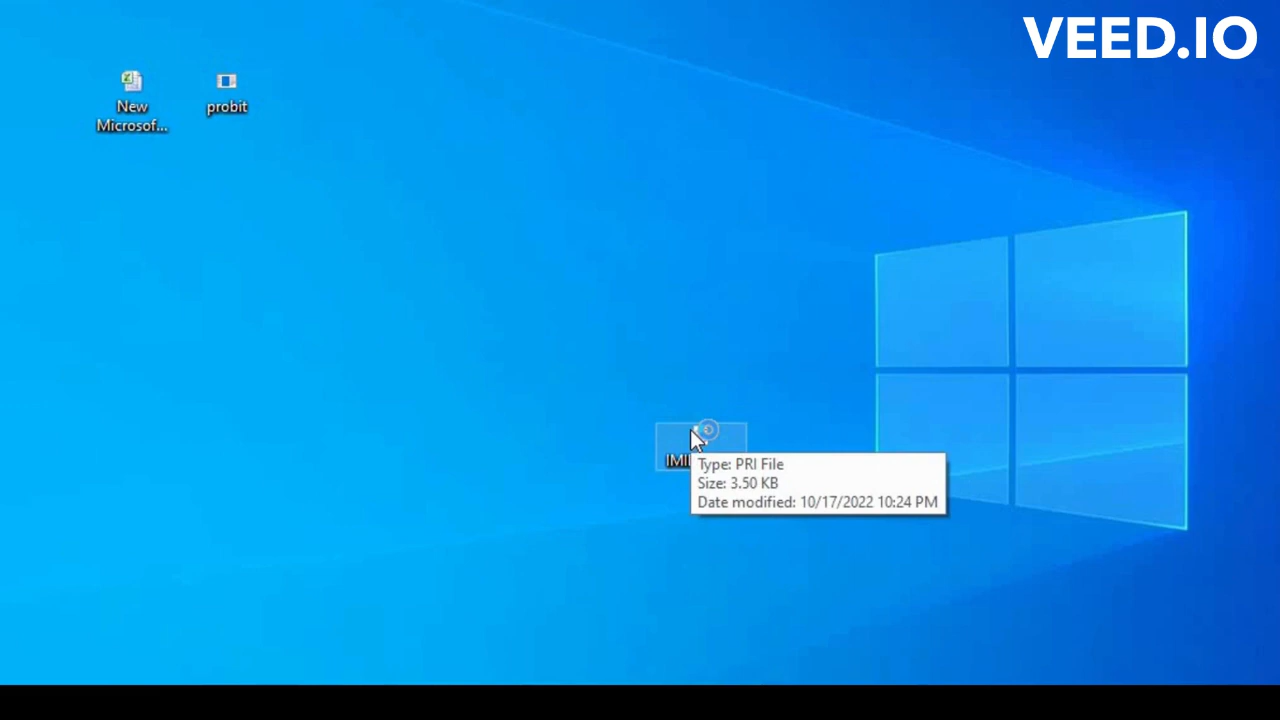 VEED.IO
New
Microsof...
probit
Type: PRI File
Size: 3.50 KB
Date modified: 10/17/2022 10:24 PM